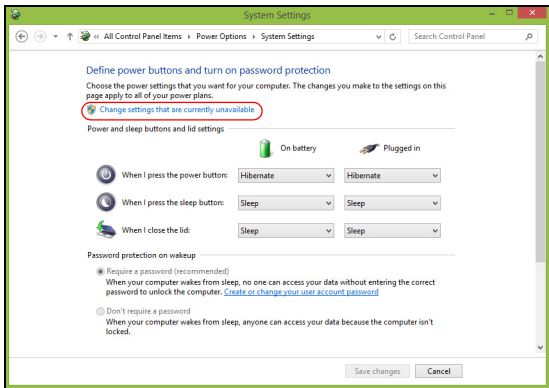 System Settings
« All Control Panel Items ▸ Power Options ▸ System Settings
Search Control Panel
Define power buttons and turn on password protection
Choose the power settings that you want for your computer. The changes you make to the settings on this
page apply to all of your power plans.
Change settings that are currently unavailable
Power and sleep buttons and lid settings
On battery Plugged in
When I press the power button: Hibernate Hibernate
When I press the sleep button: Sleep Sleep
When I close the lid: Sleep Sleep
Password protection on wakeup
Require a password (recommended)
When your computer wakes from sleep, no one can access your data without entering the correct
password to unlock the computer. Create or change your user account password
Don't require a password
When your computer wakes from sleep, anyone can access your data because the computer isn't
locked.
Save changes Cancel